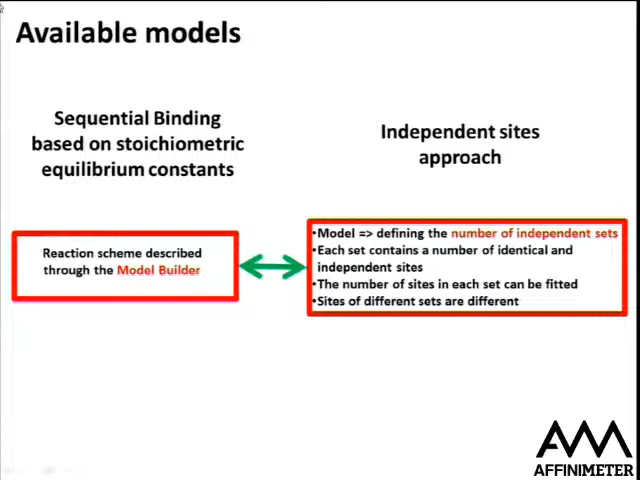 Available models
Sequential Binding
based on stoichiometric
equilibrium constants
Independent sites
approach
Reaction scheme described
through the Model Builder
•Model => defining the number of independent sets
•Each set contains a number of identical and
independent sites
•The number of sites in each set can be fitted
•Sites of different sets are different
AFFINIMETER